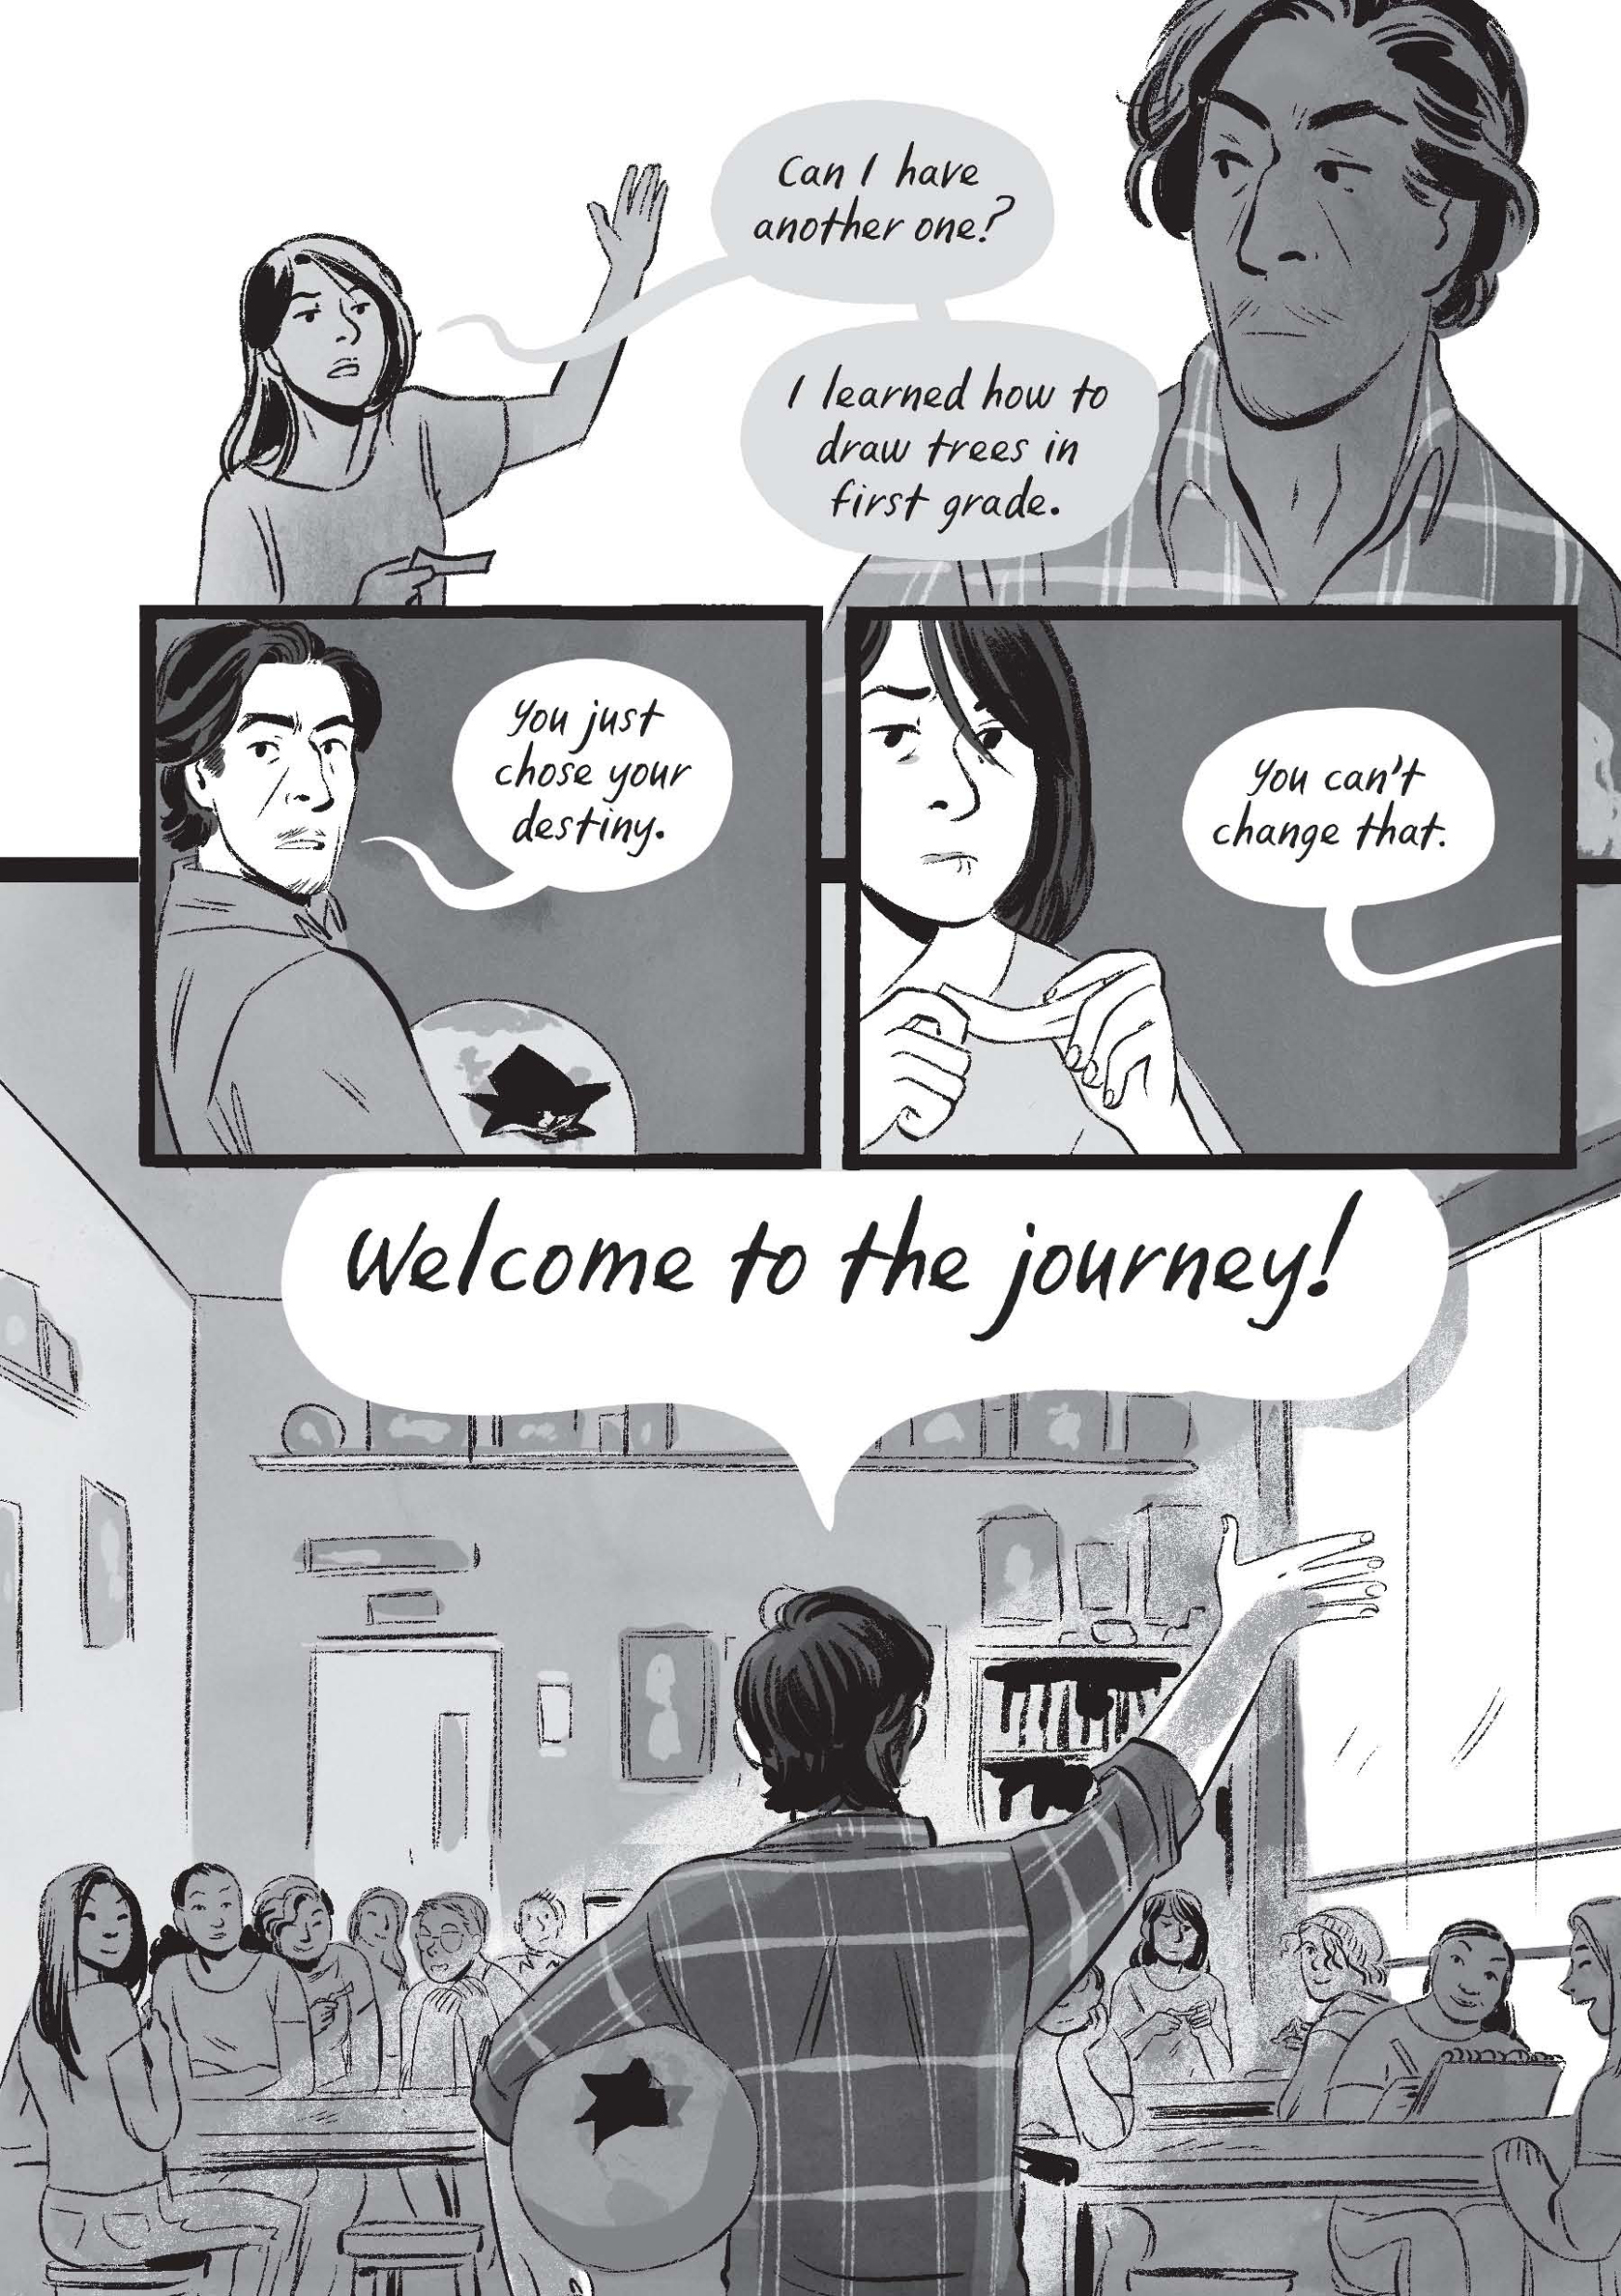 Can I have
another one?
I learned how to
draw trees in
first grade.
You just
chose your
destiny.
You can't
change that.
Welcome to the journey!